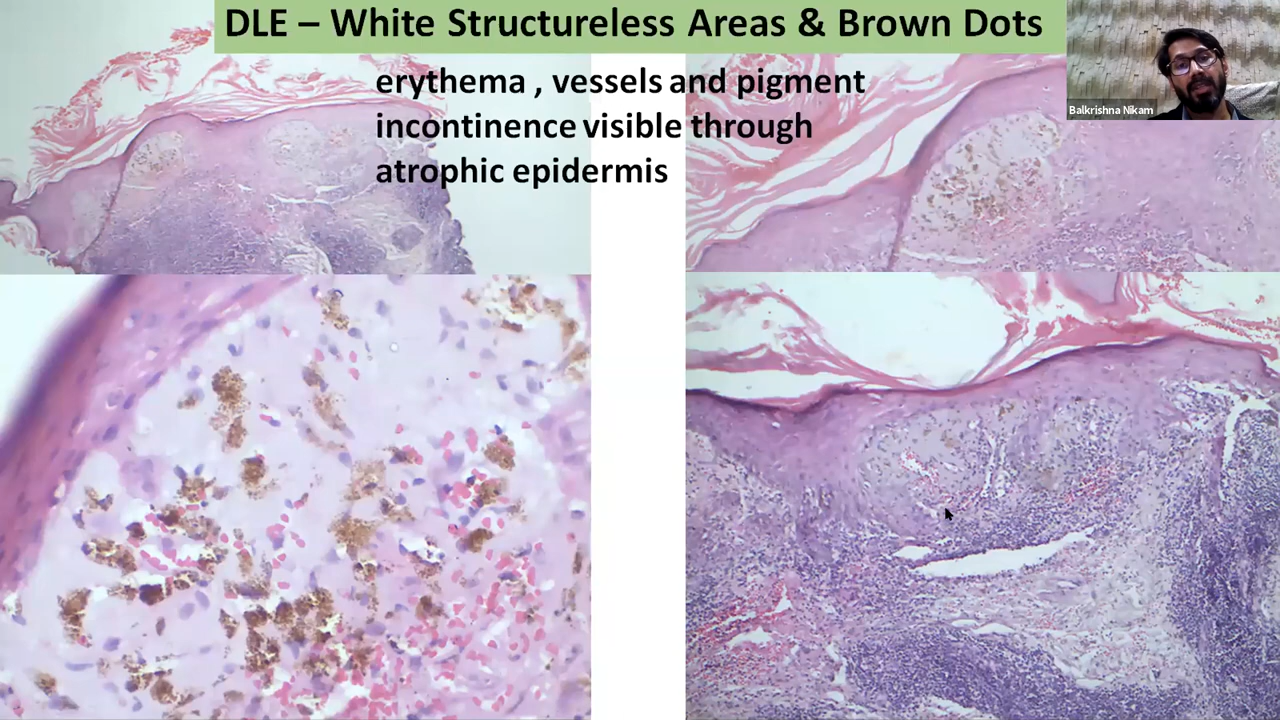 DLE – White Structureless Areas & Brown Dots
erythema , vessels and pigment
incontinence visible through
atrophic epidermis
Balkrishna Nikam